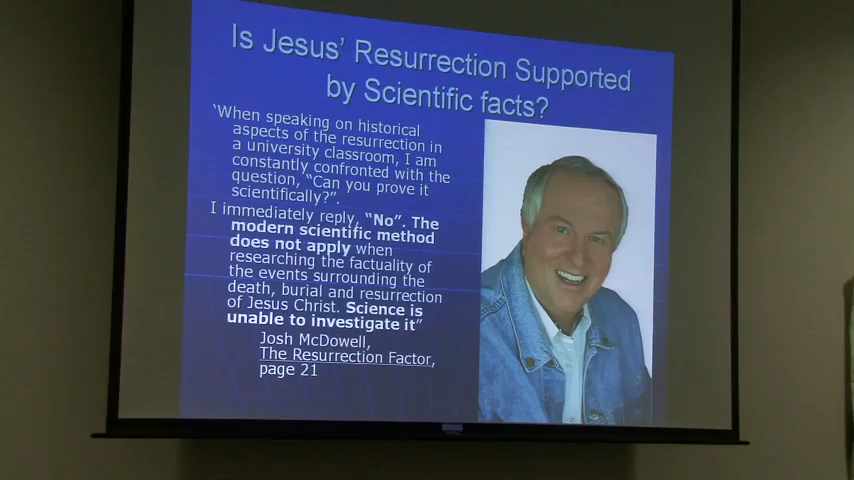 Is Jesus’ Resurrection Supported
by Scientific facts?
‘When speaking on historical
aspects of the resurrection in
a university classroom, I am
constantly confronted with the
question, “Can you prove it
scientifically?”.
I immediately reply, “No”. The
modern scientific method
does not apply when
researching the factuality of
the events surrounding the
death, burial and resurrection
of Jesus Christ. Science is
unable to investigate it”
Josh McDowell,
The Resurrection Factor,
page 21